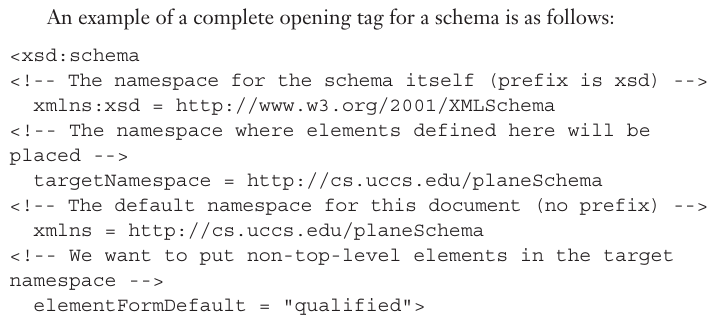 An example of a complete opening tag for a schema is as follows:
<xsd:schema
<!-- The namespace for the schema itself (prefix is xsd) -->
xmlns:xsd = http://www.w3.org/2001/XMLSchema
<!-- The namespace where elements defined here will be
placed -->
targetNamespace = http://cs.uccs.edu/planeSchema
<!-- The default namespace for this document (no prefix) -->
xmlns = http://cs.uccs.edu/planeSchema
<!-- We want to put non-top-level elements in the target
namespace -->
elementFormDefault = "qualified">